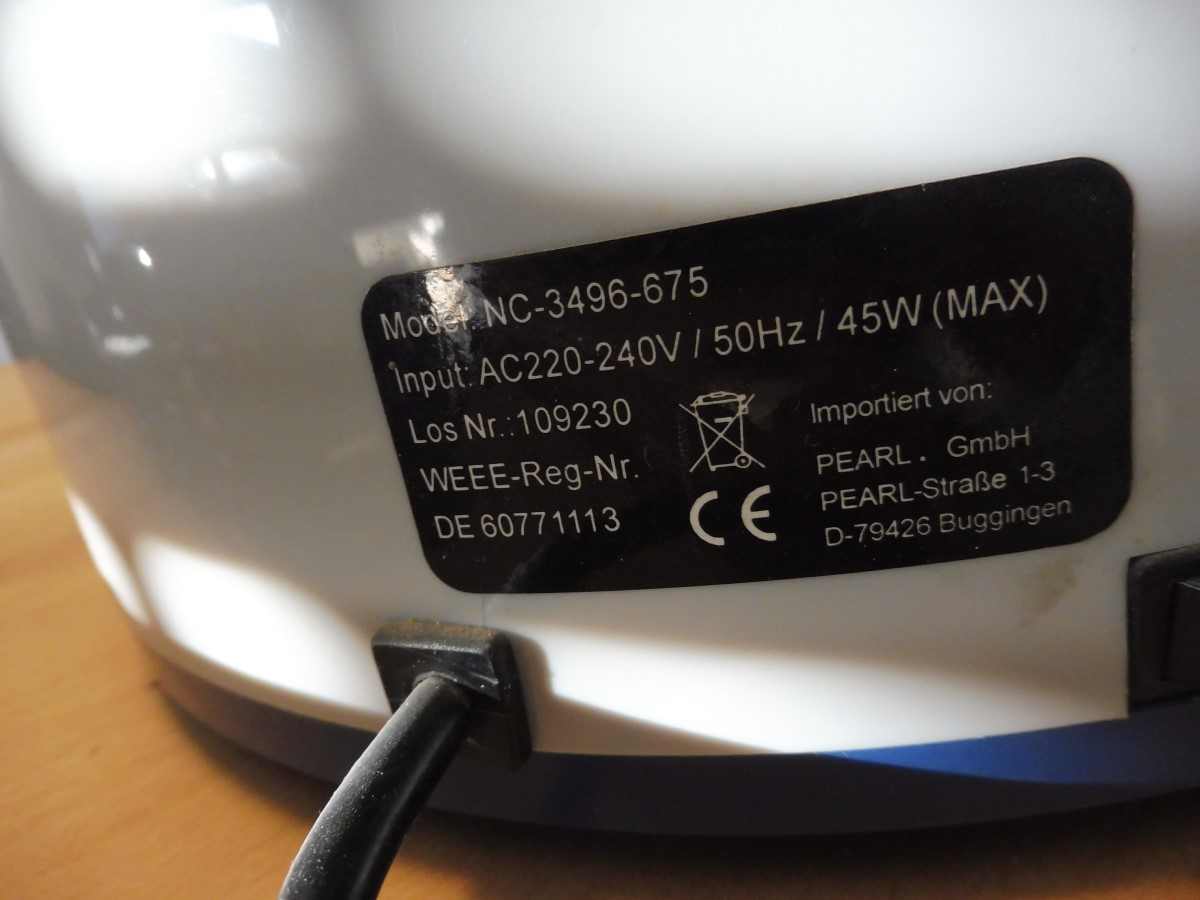 Model: NC-3496-675
Input: AC220-240V / 50Hz / 45W (MAX)
Los Nr.:109230
WEEE-Reg-Nr.
DE 60771113
CE
Importiert von:
PEARL. GmbH
PEARL-Straße 1-3
D-79426 Buggingen